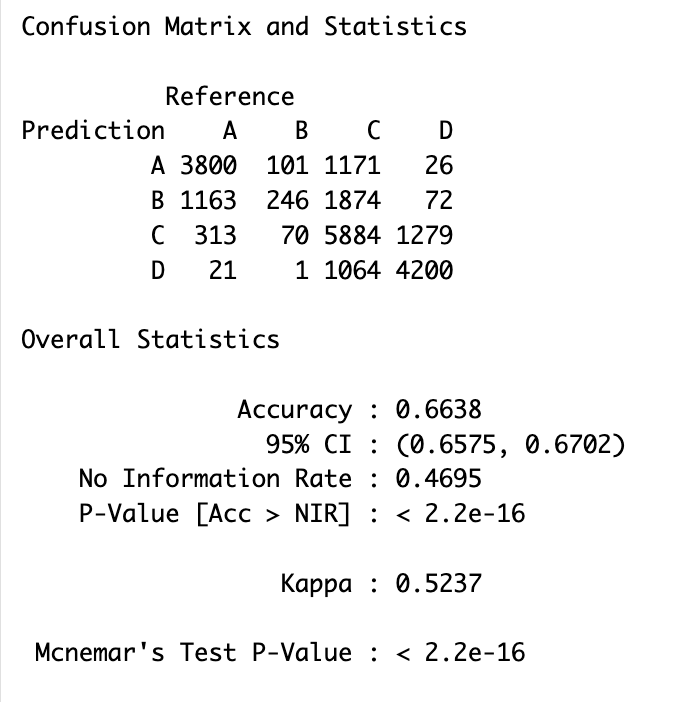 Confusion Matrix and Statistics
Reference
Prediction A B C D
A 3800 101 1171 26
B 1163 246 1874 72
C 313 70 5884 1279
D 21 1 1064 4200
Overall Statistics
Accuracy : 0.6638
95% CI : (0.6575, 0.6702)
No Information Rate : 0.4695
P-Value [Acc > NIR] : < 2.2e-16
Kappa : 0.5237
Mcnemar's Test P-Value : < 2.2e-16